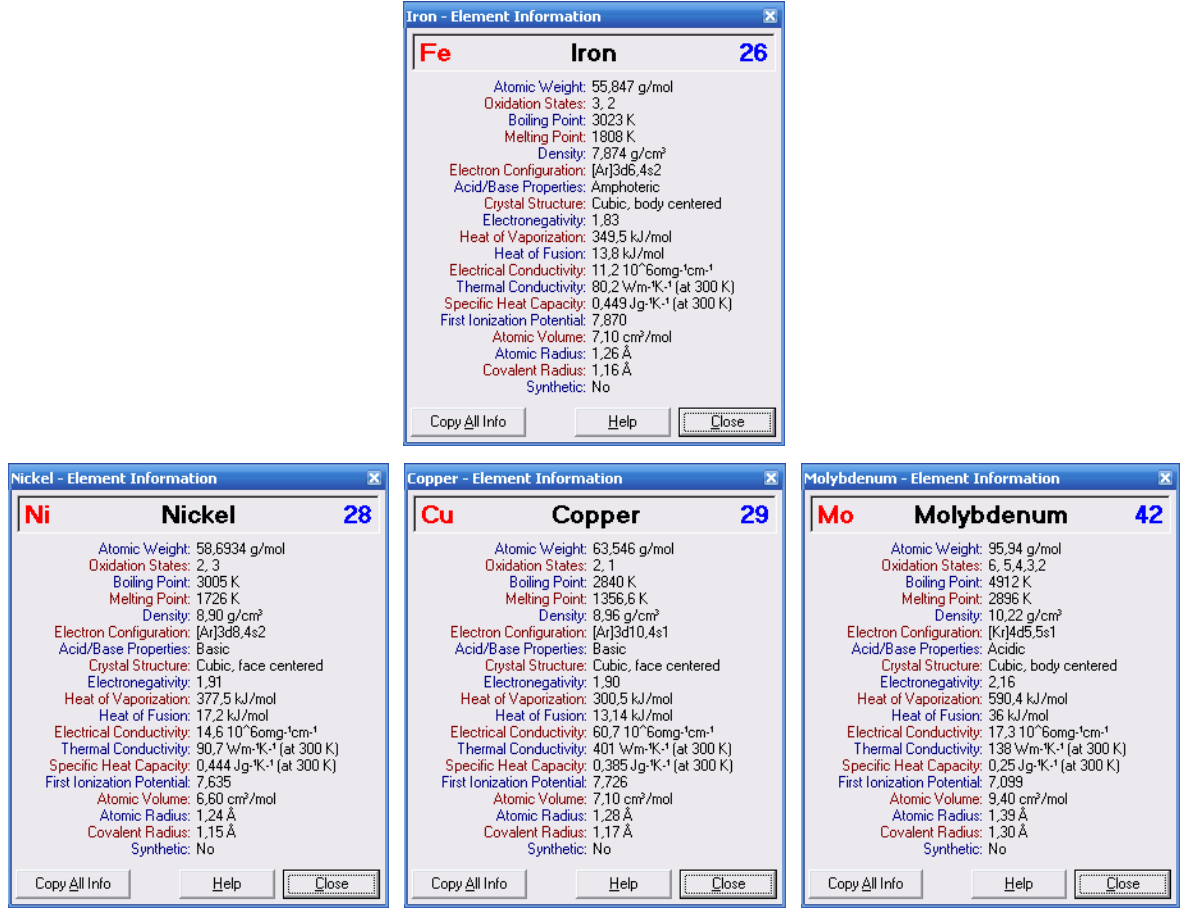 Iron - Element Information
Fe Iron 26
Atomic Weight: 55,847 g/mol
Oxidation States: 3, 2
Boiling Point: 3023 K
Melting Point: 1808 K
Density: 7,874 g/cm³
Electron Configuration: [Ar]3d6,4s2
Acid/Base Properties: Amphoteric
Crystal Structure: Cubic, body centered
Electronegativity: 1,83
Heat of Vaporization: 349,5 kJ/mol
Heat of Fusion: 13,8 kJ/mol
Electrical Conductivity: 11,2 10^6omg-¹cm-¹
Thermal Conductivity: 80,2 Wm-¹K-¹ (at 300 K)
Specific Heat Capacity: 0,449 Jg-¹K-¹ (at 300 K)
First Ionization Potential: 7,870
Atomic Volume: 7,10 cm³/mol
Atomic Radius: 1,26 Å
Covalent Radius: 1,16 Å
Synthetic: No
Copy All Info Help Close
Nickel - Element Information
Ni Nickel 28
Atomic Weight: 58,6934 g/mol
Oxidation States: 2, 3
Boiling Point: 3005 K
Melting Point: 1726 K
Density: 8,90 g/cm³
Electron Configuration: [Ar]3d8,4s2
Acid/Base Properties: Basic
Crystal Structure: Cubic, face centered
Electronegativity: 1,91
Heat of Vaporization: 377,5 kJ/mol
Heat of Fusion: 17,2 kJ/mol
Electrical Conductivity: 14,6 10^6omg-¹cm-¹
Thermal Conductivity: 90,7 Wm-¹K-¹ (at 300 K)
Specific Heat Capacity: 0,444 Jg-¹K-¹ (at 300 K)
First Ionization Potential: 7,635
Atomic Volume: 6,60 cm³/mol
Atomic Radius: 1,24 Å
Covalent Radius: 1,15 Å
Synthetic: No
Copy All Info Help Close
Copper - Element Information
Cu Copper 29
Atomic Weight: 63,546 g/mol
Oxidation States: 2, 1
Boiling Point: 2840 K
Melting Point: 1356,6 K
Density: 8,96 g/cm³
Electron Configuration: [Ar]3d10,4s1
Acid/Base Properties: Basic
Crystal Structure: Cubic, face centered
Electronegativity: 1,90
Heat of Vaporization: 300,5 kJ/mol
Heat of Fusion: 13,14 kJ/mol
Electrical Conductivity: 60,7 10^6omg-¹cm-¹
Thermal Conductivity: 401 Wm-¹K-¹ (at 300 K)
Specific Heat Capacity: 0,385 Jg-¹K-¹ (at 300 K)
First Ionization Potential: 7,726
Atomic Volume: 7,10 cm³/mol
Atomic Radius: 1,28 Å
Covalent Radius: 1,17 Å
Synthetic: No
Copy All Info Help Close
Molybdenum - Element Information
Mo Molybdenum 42
Atomic Weight: 95,94 g/mol
Oxidation States: 6, 5,4,3,2
Boiling Point: 4912 K
Melting Point: 2896 K
Density: 10,22 g/cm³
Electron Configuration: [Kr]4d5,5s1
Acid/Base Properties: Acidic
Crystal Structure: Cubic, body centered
Electronegativity: 2,16
Heat of Vaporization: 590,4 kJ/mol
Heat of Fusion: 36 kJ/mol
Electrical Conductivity: 17,3 10^6omg-¹cm-¹
Thermal Conductivity: 138 Wm-¹K-¹ (at 300 K)
Specific Heat Capacity: 0,25 Jg-¹K-¹ (at 300 K)
First Ionization Potential: 7,099
Atomic Volume: 9,40 cm³/mol
Atomic Radius: 1,39 Å
Covalent Radius: 1,30 Å
Synthetic: No
Copy All Info Help Close